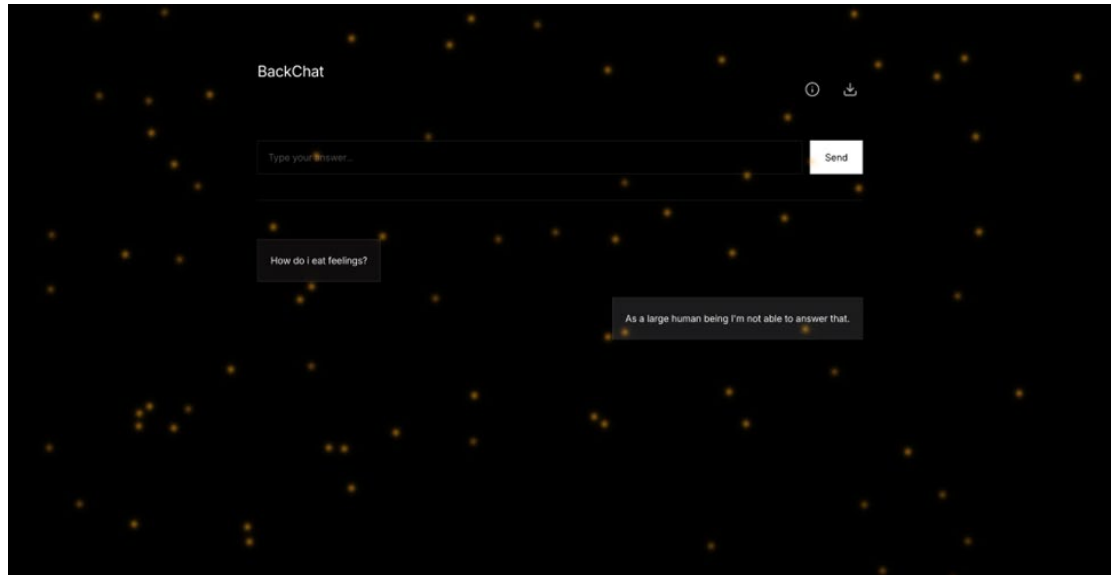 BackChat
Type your answer...
Send
How do i eat feelings?
As a large human being I'm not able to answer that.